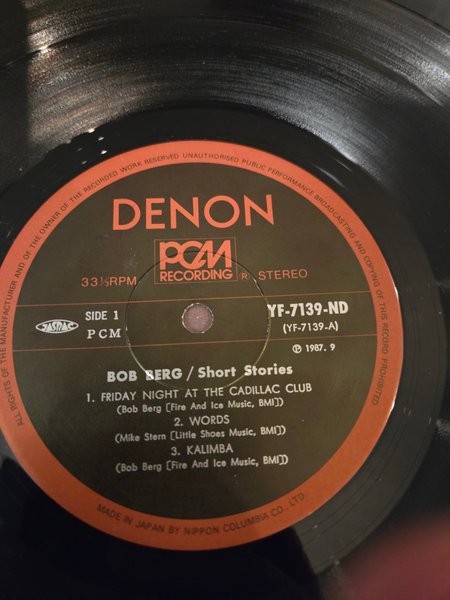 ALL RIGHTS OF THE MANUFACTURER AND OF THE OWNER OF THE RECORDED WORK RESERVED UNAUTHORISED PUBLIC PERFORMANCE BROADCASTING AND COPYING OF THIS RECORD PROHIBITED
DENON
PCM
RECORDING
33⅓RPM
® STEREO
SIDE 1
YF-7139-ND
JASRAC
PCM
(YF-7139-A)
℗ 1987. 9
BOB BERG / Short Stories
1. FRIDAY NIGHT AT THE CADILLAC CLUB
(Bob Berg [Fire And Ice Music, BMI])
2. WORDS
(Mike Stern [Little Shoes Music, BMI])
3. KALIMBA
(Bob Berg [Fire And Ice Music, BMI])
MADE IN JAPAN BY NIPPON COLUMBIA CO., LTD.